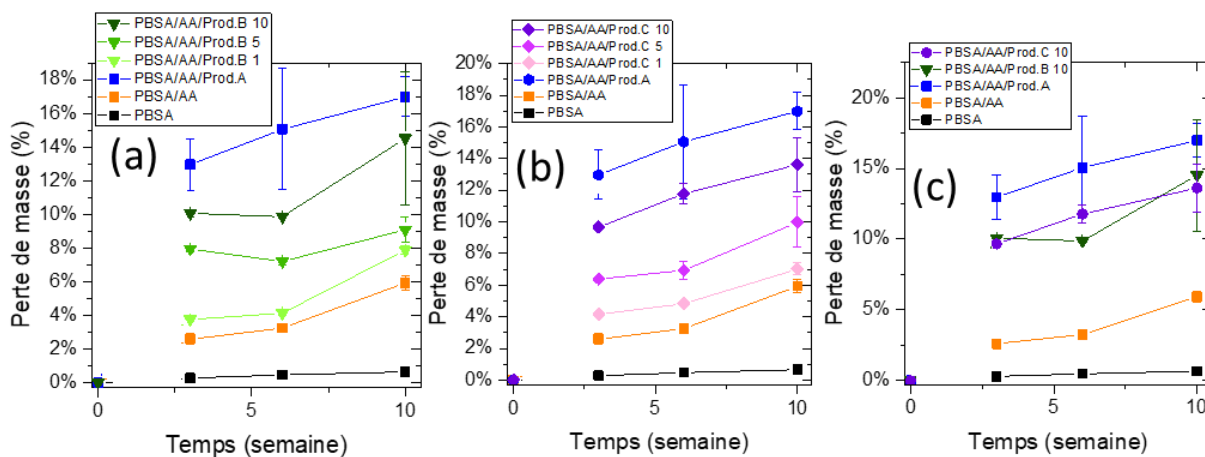 PBSA/AA/Prod.B 10
PBSA/AA/Prod.B 5
PBSA/AA/Prod.B 1
PBSA/AA/Prod.A
PBSA/AA
PBSA
18%
16%
14%
12%
10%
8%
6%
4%
2%
0%
Perte de masse (%)
(a)
0
5
10
Temps (semaine)
PBSA/AA/Prod.C 10
PBSA/AA/Prod.C 5
PBSA/AA/Prod.C 1
PBSA/AA/Prod.A
PBSA/AA
PBSA
20%
18%
16%
14%
12%
10%
8%
6%
4%
2%
0%
Perte de masse (%)
(b)
0
5
10
Temps (semaine)
PBSA/AA/Prod.C 10
PBSA/AA/Prod.B 10
PBSA/AA/Prod.A
PBSA/AA
PBSA
20%
15%
10%
5%
0%
Perte de masse (%)
(c)
0
5
10
Temps (semaine)